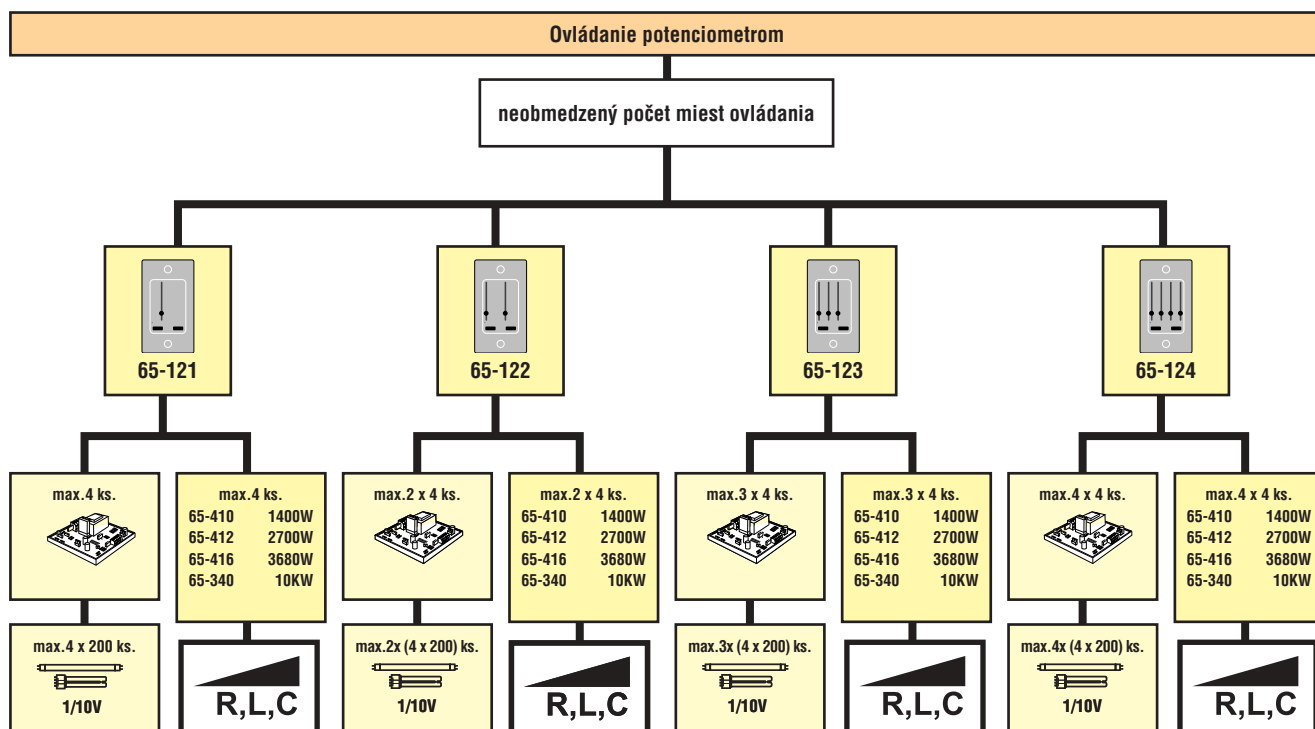 Ovládanie potenciometrom
neobmedzený počet miest ovládania
65-121
65-122
65-123
65-124
max.4 ks.
max.4 ks.
65-410 1400W
65-412 2700W
65-416 3680W
65-340 10KW
max.2 x 4 ks.
max.2 x 4 ks.
65-410 1400W
65-412 2700W
65-416 3680W
65-340 10KW
max.3 x 4 ks.
max.3 x 4 ks.
65-410 1400W
65-412 2700W
65-416 3680W
65-340 10KW
max.4 x 4 ks.
max.4 x 4 ks.
65-410 1400W
65-412 2700W
65-416 3680W
65-340 10KW
max.4 x 200 ks.
1/10V
R,L,C
max.2x (4 x 200) ks.
1/10V
R,L,C
max.3x (4 x 200) ks.
1/10V
R,L,C
max.4x (4 x 200) ks.
1/10V
R,L,C